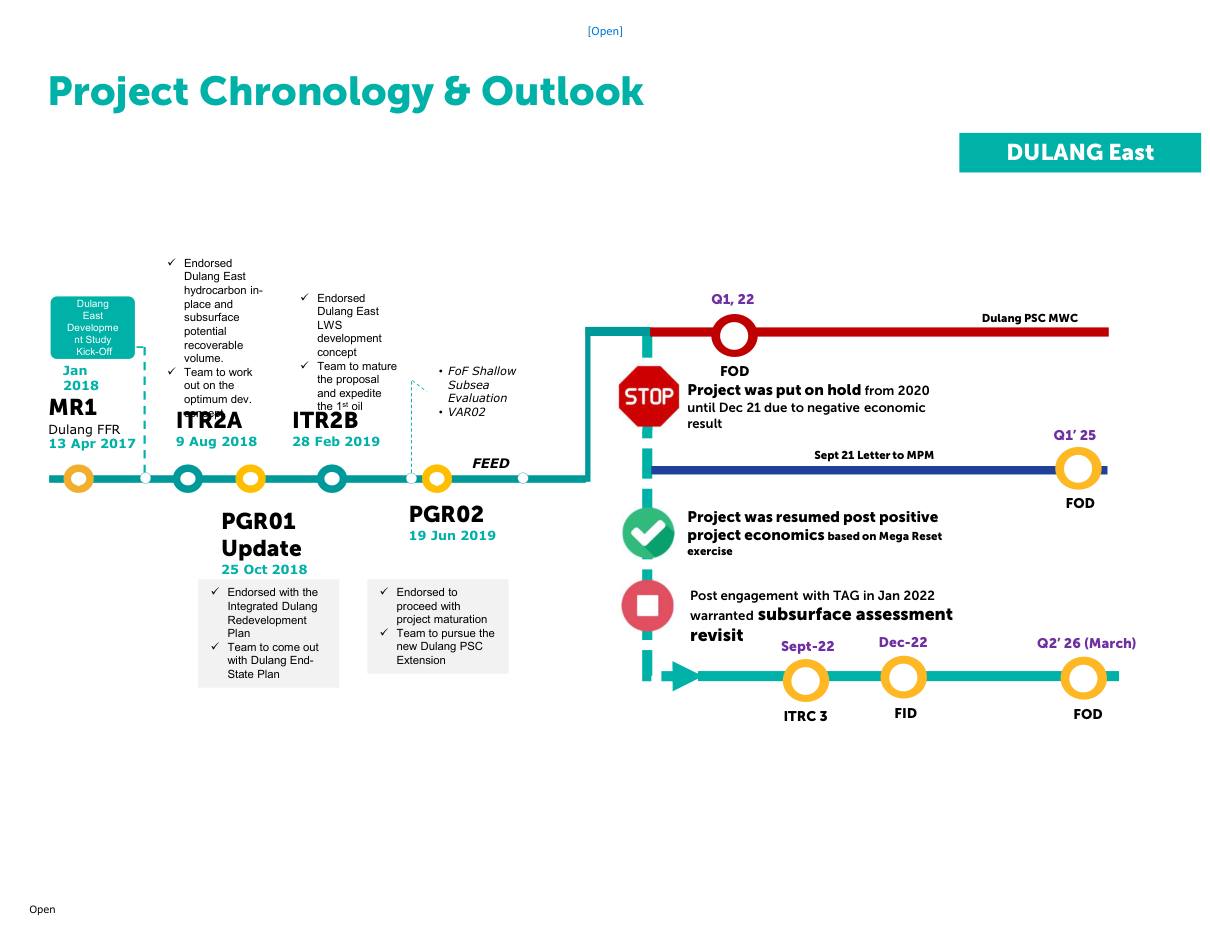 [Open]
Project Chronology & Outlook
DULANG East
Dulang
East
Developme
nt Study
Kick-Off
Jan
2018
MR1
Dulang FFR
13 Apr 2017
✓ Endorsed
Dulang East
hydrocarbon in-
place and
subsurface
potential
recoverable
volume.
✓ Team to work
out on the
optimum dev.
concept
ITR2A
9 Aug 2018
✓ Endorsed
Dulang East
LWS
development
concept
✓ Team to mature
the proposal
and expedite
the 1st oil
ITR2B
28 Feb 2019
• FoF Shallow
Subsea
Evaluation
• VAR02
FEED
PGR01
Update
25 Oct 2018
✓ Endorsed with the
Integrated Dulang
Redevelopment
Plan
✓ Team to come out
with Dulang End-
State Plan
PGR02
19 Jun 2019
✓ Endorsed to
proceed with
project maturation
✓ Team to pursue the
new Dulang PSC
Extension
Q1, 22
Dulang PSC MWC
FOD
STOP
Project was put on hold from 2020
until Dec 21 due to negative economic
result
Q1’ 25
Sept 21 Letter to MPM
FOD
Project was resumed post positive
project economics based on Mega Reset
exercise
Post engagement with TAG in Jan 2022
warranted subsurface assessment
revisit
Sept-22
Dec-22
Q2’ 26 (March)
ITRC 3
FID
FOD
Open